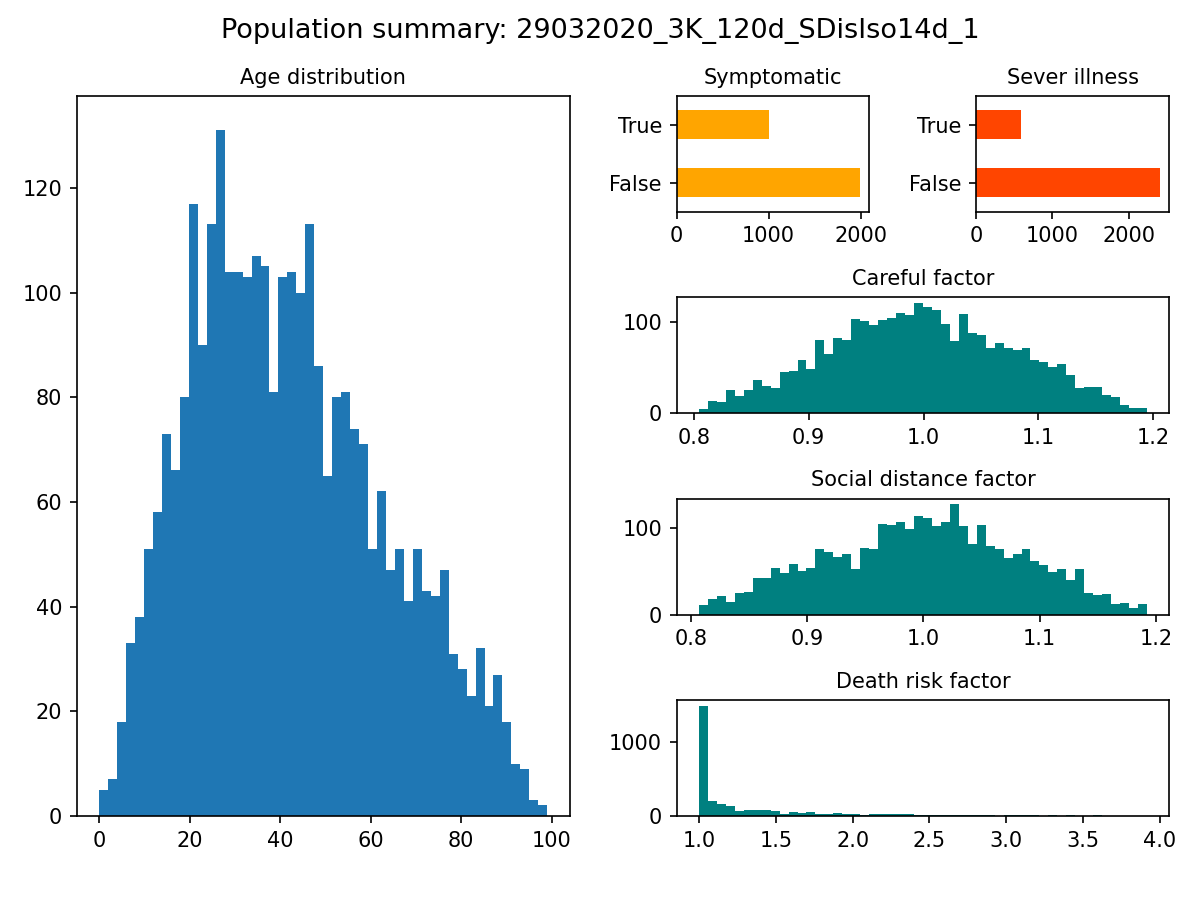 Population summary: 29032020_3K_120d_SDisIso14d_1
Age distribution
120
100
80
60
40
20
0
0 20 40 60 80 100
Symptomatic
True
False
0 1000 2000
Sever illness
True
False
0 1000 2000
Careful factor
100
0
0.8 0.9 1.0 1.1 1.2
Social distance factor
100
0
0.8 0.9 1.0 1.1 1.2
Death risk factor
1000
0
1.0 1.5 2.0 2.5 3.0 3.5 4.0